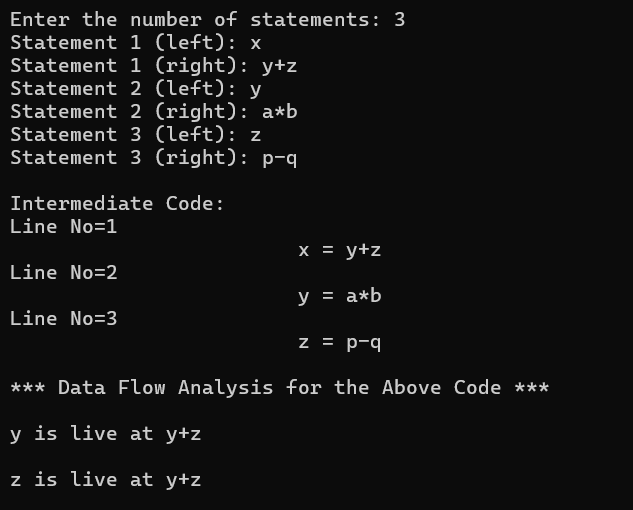 Enter the number of statements: 3
Statement 1 (left): x
Statement 1 (right): y+z
Statement 2 (left): y
Statement 2 (right): a*b
Statement 3 (left): z
Statement 3 (right): p-q
Intermediate Code:
Line No=1
x = y+z
Line No=2
y = a*b
Line No=3
z = p-q
*** Data Flow Analysis for the Above Code ***
y is live at y+z
z is live at y+z